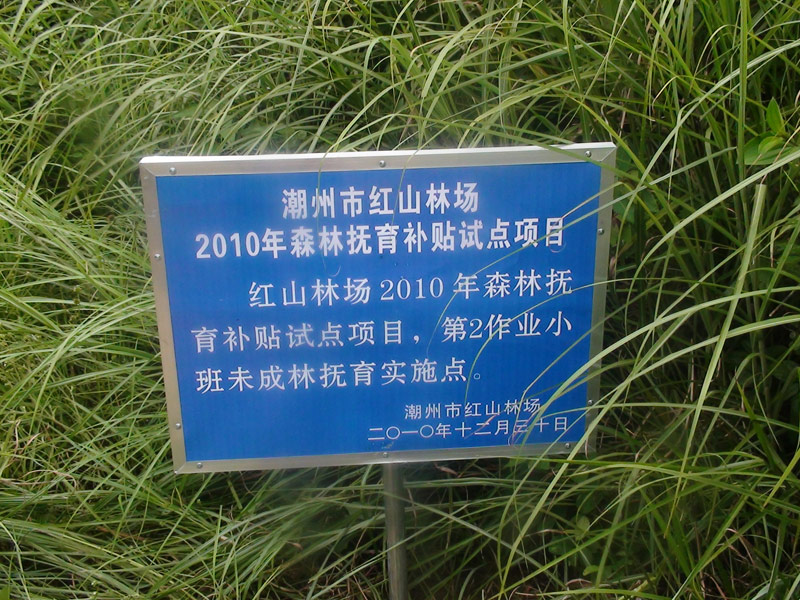 潮州市红山林场
2010年森林抚育补贴试点项目
红山林场2010年森林抚
育补贴试点项目，第2作业小
班未成林抚育实施点。
潮州市红山林场
二〇一〇年十二月三十日